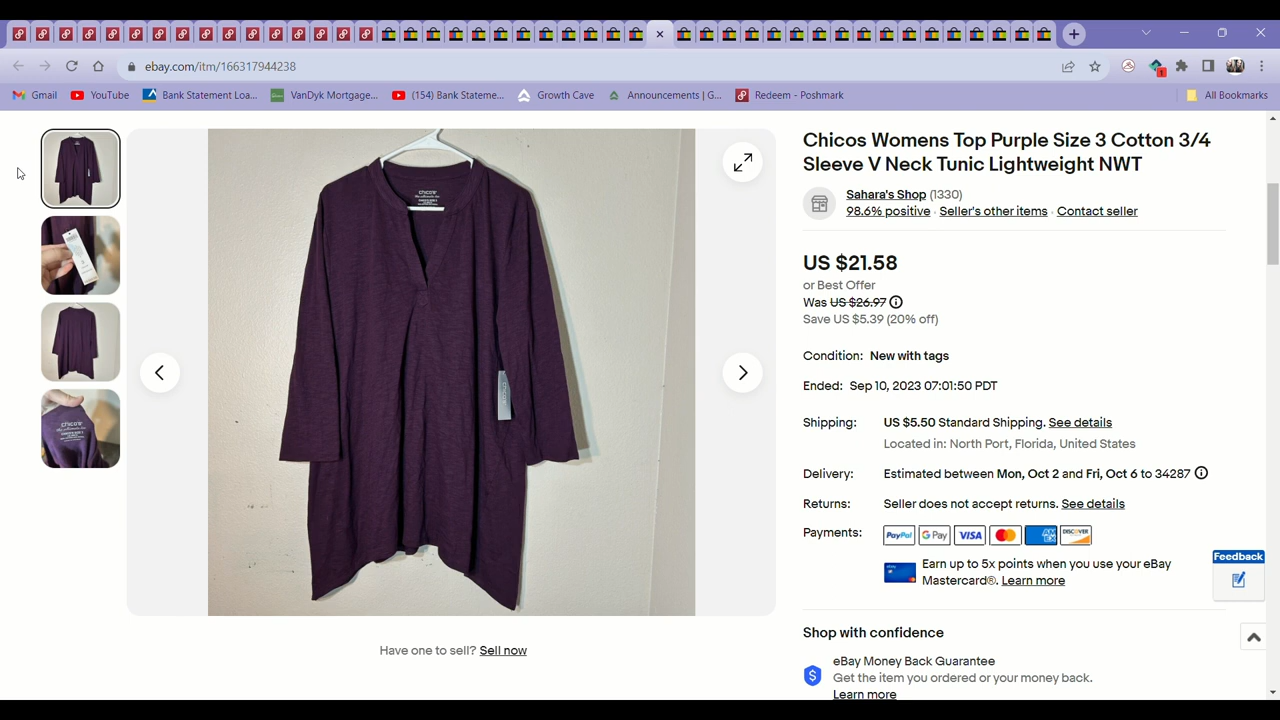 ebay.com/itm/166317944238
1
Gmail
YouTube
Bank Statement Loa...
VanDyk Mortgage...
(154) Bank Stateme...
Growth Cave
Announcements | G...
Redeem - Poshmark
All Bookmarks
chico's
chico's
Chicos Womens Top Purple Size 3 Cotton 3/4
Sleeve V Neck Tunic Lightweight NWT
Sahara's Shop (1330)
98.6% positive · Seller's other items · Contact seller
US $21.58
or Best Offer
Was US $26.97
Save US $5.39 (20% off)
Condition: New with tags
Ended: Sep 10, 2023 07:01:50 PDT
Shipping: US $5.50 Standard Shipping. See details
Located in: North Port, Florida, United States
Delivery: Estimated between Mon, Oct 2 and Fri, Oct 6 to 34287
Returns: Seller does not accept returns. See details
Payments: PayPal G Pay VISA DISCOVER
Earn up to 5x points when you use your eBay
Mastercard®. Learn more
Feedback
Shop with confidence
eBay Money Back Guarantee
Get the item you ordered or your money back.
Learn more
Have one to sell? Sell now